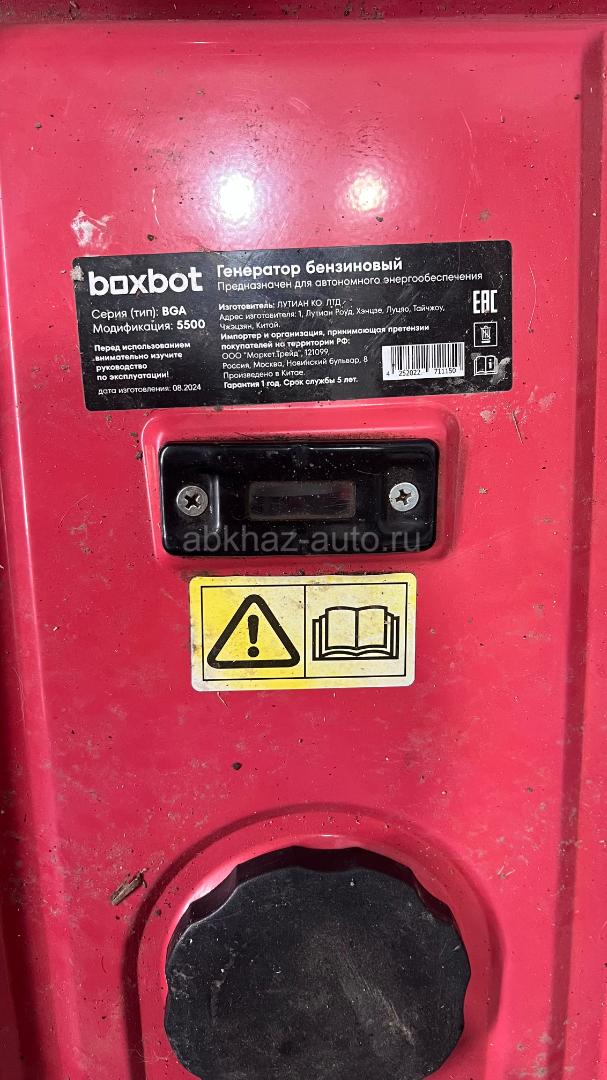 boxbot
Генератор бензиновый
Предназначен для автономного энергообеспечения
Серия (тип): BGA
Модификация: 5500
Перед использованием
внимательно изучите
руководство
по эксплуатации!
дата изготовления: 08.2024
Изготовитель: ЛУТИАН КО. ЛТД
Адрес изготовителя: 1, Лутиан Роуд, Хэнцзе, Луцяо, Тайчжоу,
Чжэцзян, Китай.
Импортер и организация, принимающая претензии
покупателей на территории РФ:
ООО "Маркет.Трейд", 121099,
Россия, Москва, Новинский бульвар, 8
Произведено в Китае.
Гарантия 1 год. Срок службы 5 лет.
EAC
4 252022 711150
abkhaz-auto.ru